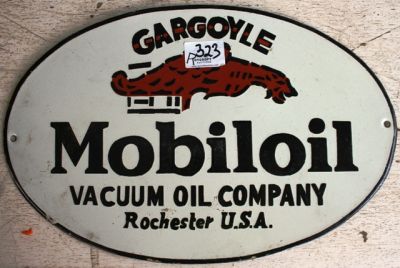 GARGOYLE
323
Mobiloil
VACUUM OIL COMPANY
Rochester U.S.A.